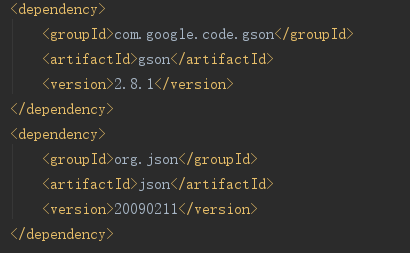 <dependency>
    <groupId>com.google.code.gson</groupId>
    <artifactId>gson</artifactId>
    <version>2.8.1</version>
</dependency>
<dependency>
    <groupId>org.json</groupId>
    <artifactId>json</artifactId>
    <version>20090211</version>
</dependency>